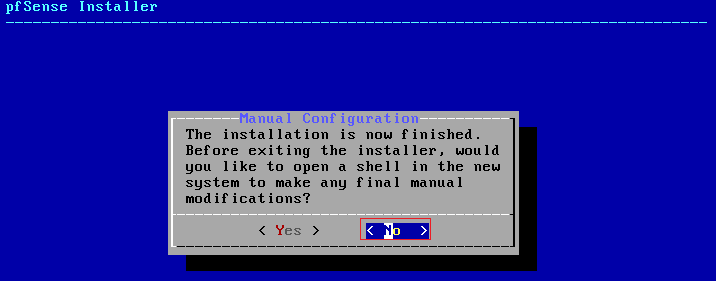 pfSense Installer
Manual Configuration
The installation is now finished.
Before exiting the installer, would
you like to open a shell in the new
system to make any final manual
modifications?
< Yes > < No >